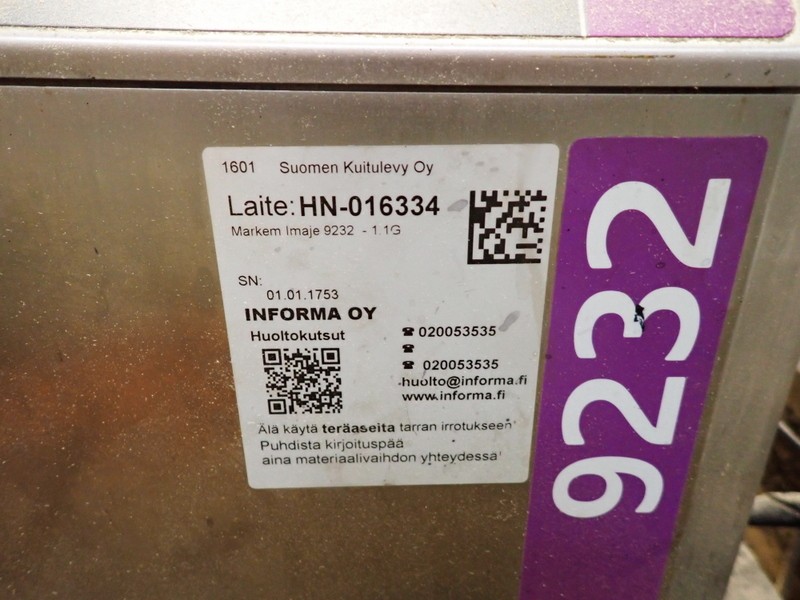 1601 Suomen Kuitulevy Oy
Laite: HN-016334
Markem Imaje 9232 - 1.1G
SN:
01.01.1753
INFORMA OY
Huoltokutsut
☎ 020053535
☎
☎ 020053535
huolto@informa.fi
www.informa.fi
Älä käytä teräaseita tarran irrotukseen
Puhdista kirjoituspää
aina materiaalivaihdon yhteydessä
9232